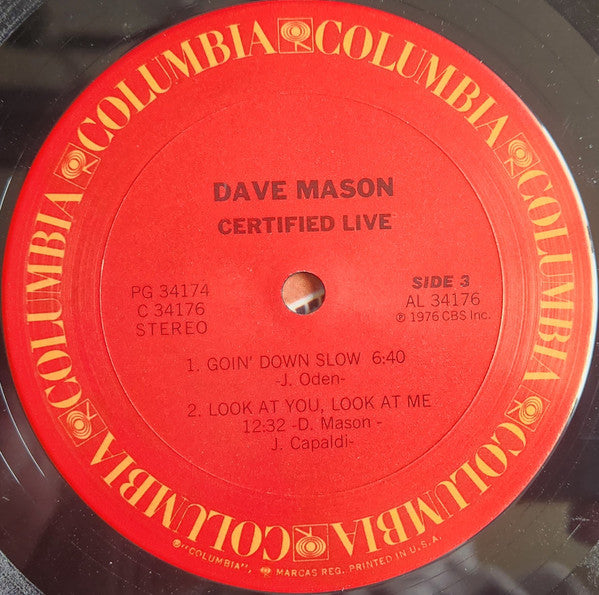 COLUMBIA COLUMBIA COLUMBIA COLUMBIA COLUMBIA COLUMBIA
DAVE MASON
CERTIFIED LIVE
PG 34174
C 34176
STEREO
SIDE 3
AL 34176
℗ 1976 CBS Inc.
1. GOIN' DOWN SLOW 6:40
-J. Oden-
2. LOOK AT YOU, LOOK AT ME
12:32 -D. Mason -
J. Capaldi-
®"COLUMBIA", MARCAS REG. PRINTED IN U.S.A.